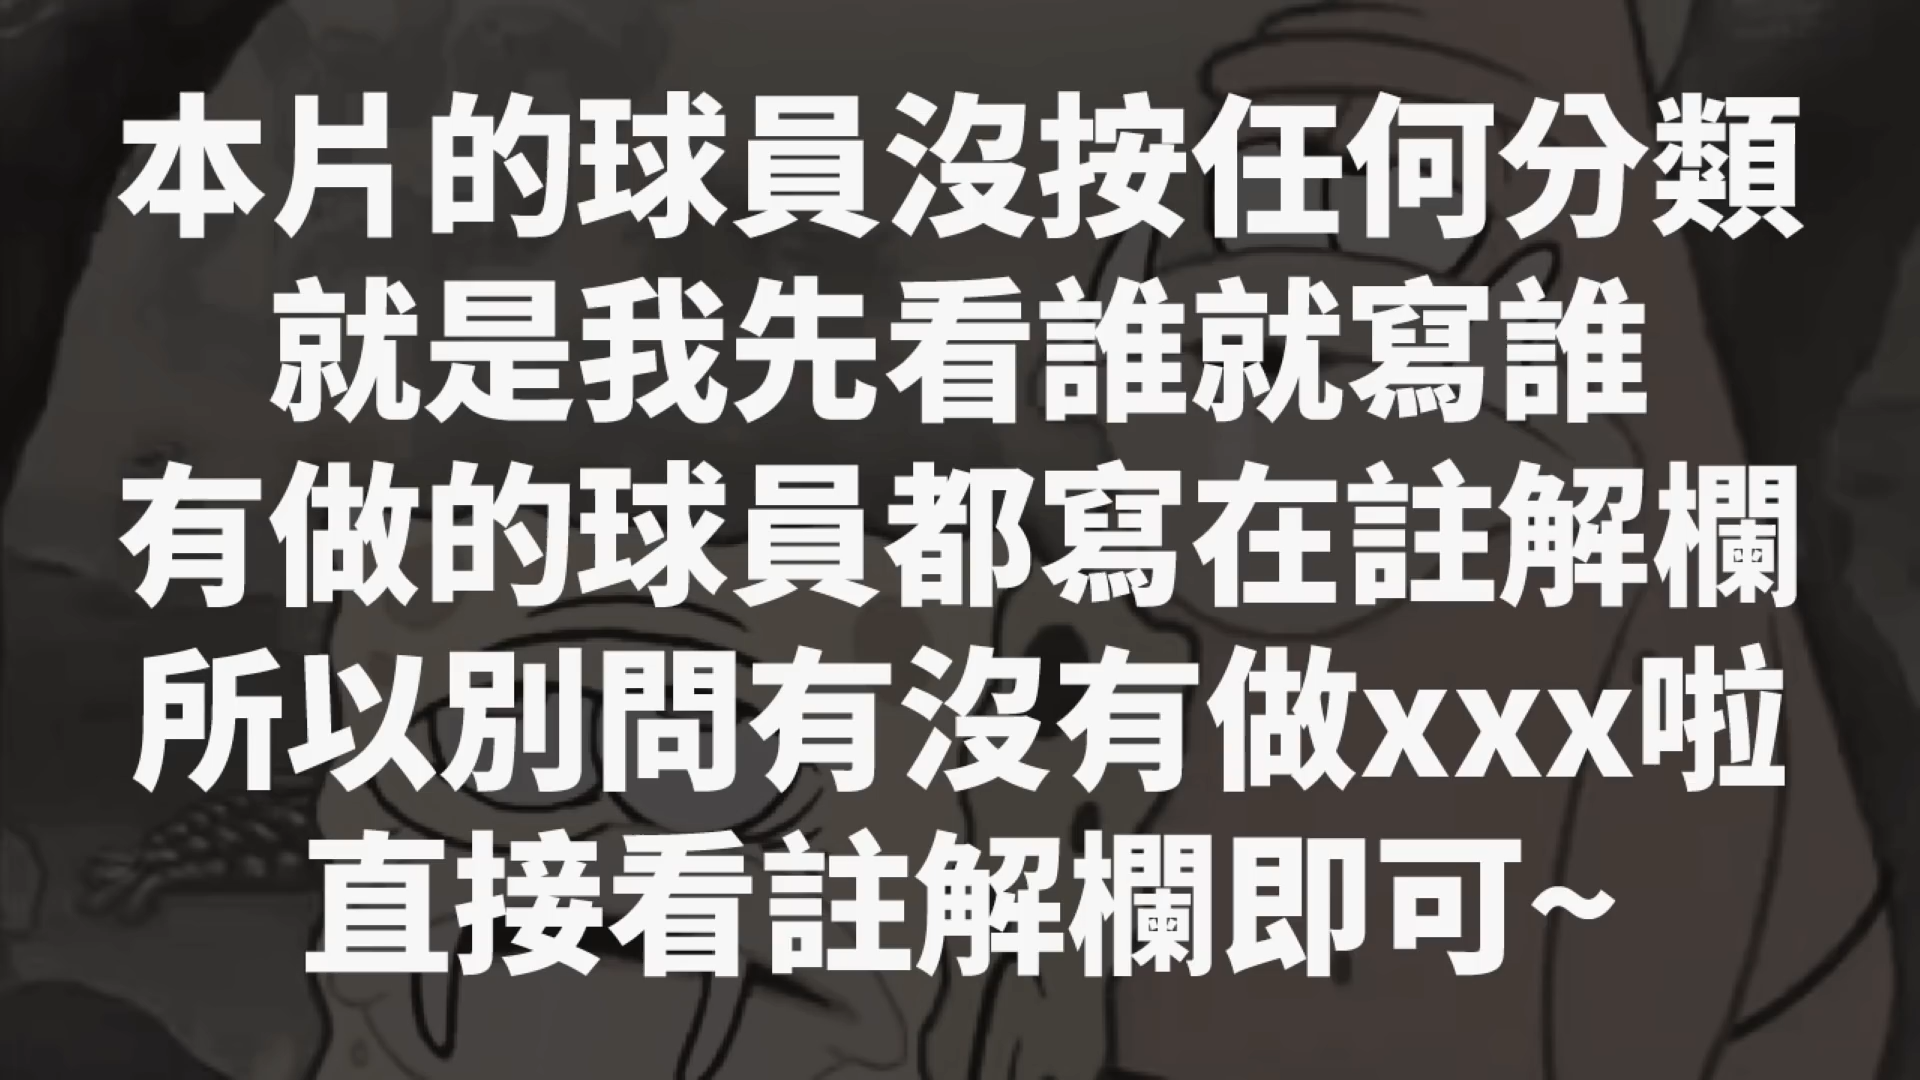 本片的球員沒按任何分類
就是我先看誰就寫誰
有做的球員都寫在註解欄
所以別問有沒有做xxx啦
直接看註解欄即可~